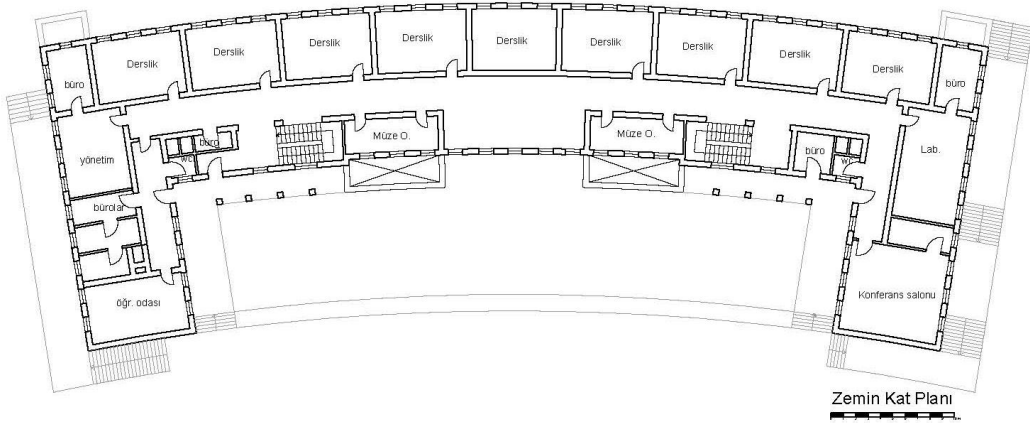 büro
Derslik
Derslik
Derslik
Derslik
Derslik
Derslik
Derslik
Derslik
Derslik
büro
yönetim
wc
büro
Müze O.
Müze O.
büro
Lab.
bürolar
öğr. odası
Konferans salonu
Zemin Kat Planı